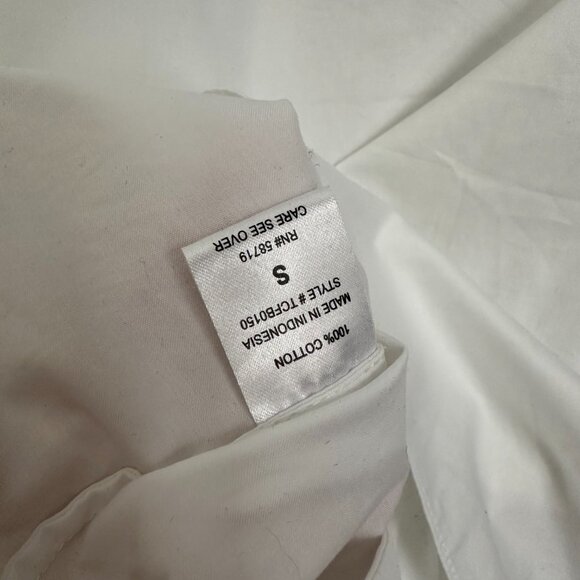 100% COTTON
MADE IN INDONESIA
STYLE # TCFB0150
S
RN# 58719
CARE SEE OVER